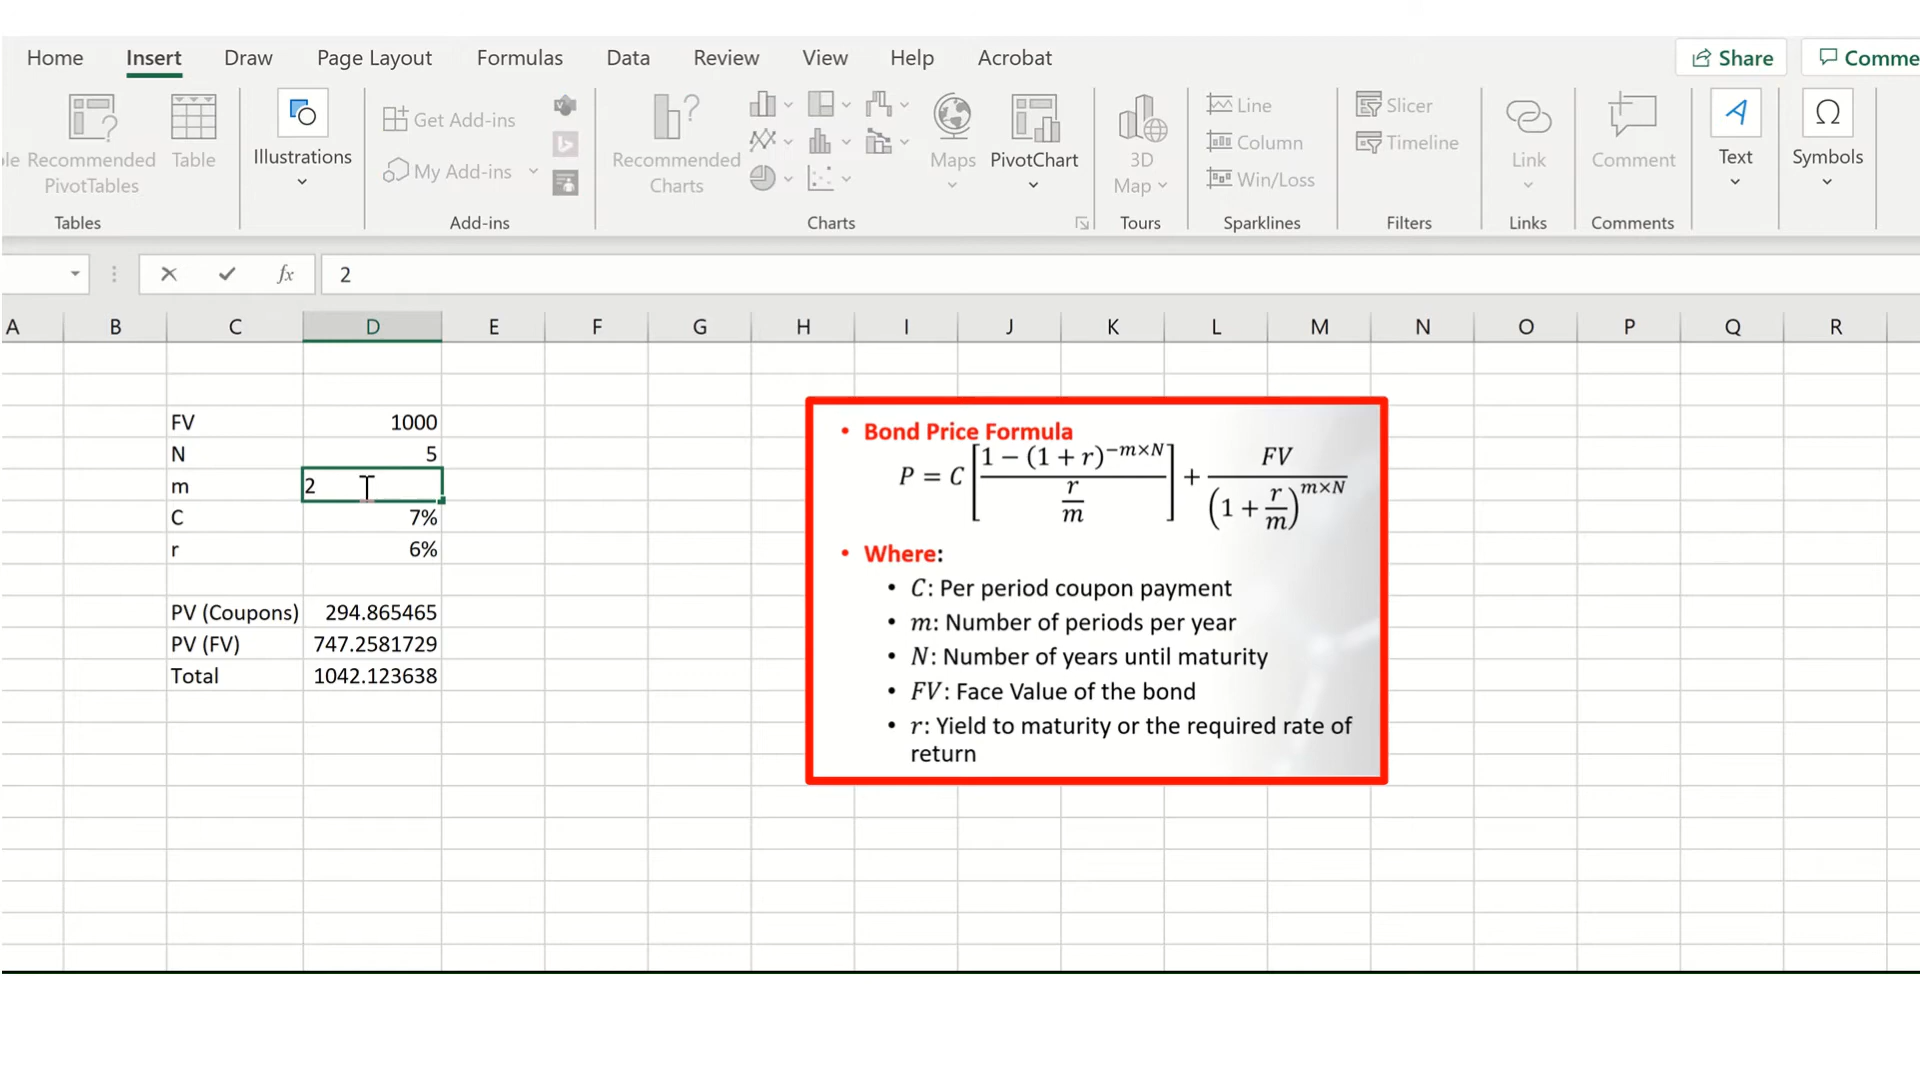 Home Insert Draw Page Layout Formulas Data Review View Help Acrobat Share Comme
le Recommended PivotTables
Table
Illustrations
Get Add-ins
My Add-ins
Recommended Charts
Maps
PivotChart
3D Map
Line
Column
Win/Loss
Slicer
Timeline
Link
Comment
Text
Symbols
Tables Add-ins Charts Tours Sparklines Filters Links Comments
fx 2
A B C D E F G H I J K L M N O P Q R
FV 1000
N 5
m 2
C 7%
r 6%
PV (Coupons) 294.865465
PV (FV) 747.2581729
Total 1042.123638
• Bond Price Formula
P = C [ (1 − (1 + r)^(−m×N)) / (r/m) ] + FV / (1 + r/m)^(m×N)
• Where:
• C: Per period coupon payment
• m: Number of periods per year
• N: Number of years until maturity
• FV: Face Value of the bond
• r: Yield to maturity or the required rate of
return